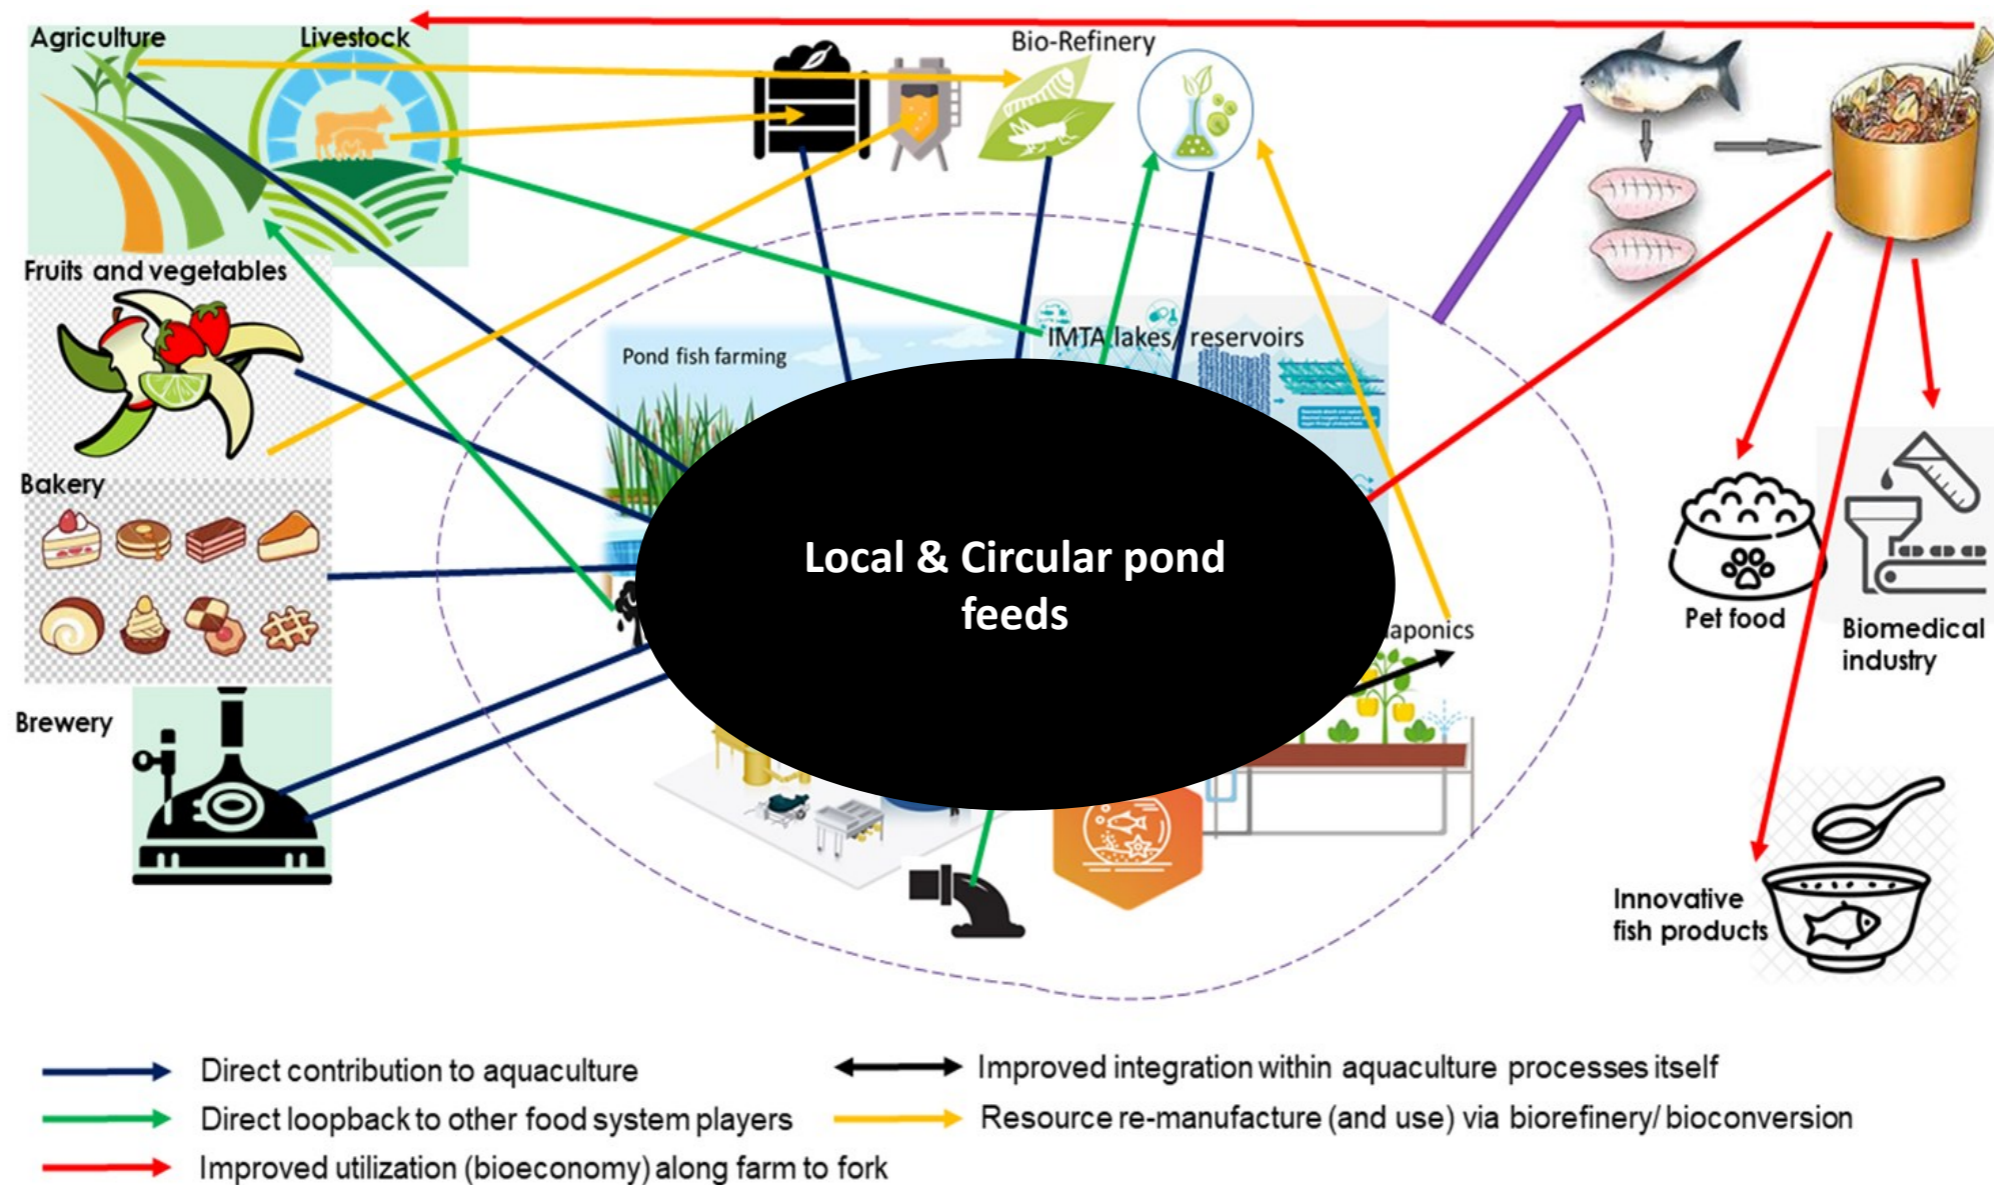 Agriculture
Livestock
Bio-Refinery
Fruits and vegetables
Pond fish farming
IMTA lakes/ reservoirs
Bakery
Local & Circular pond
feeds
Pet food
Biomedical
industry
Brewery
Innovative
fish products
Direct contribution to aquaculture
Improved integration within aquaculture processes itself
Direct loopback to other food system players
Resource re-manufacture (and use) via biorefinery/ bioconversion
Improved utilization (bioeconomy) along farm to fork